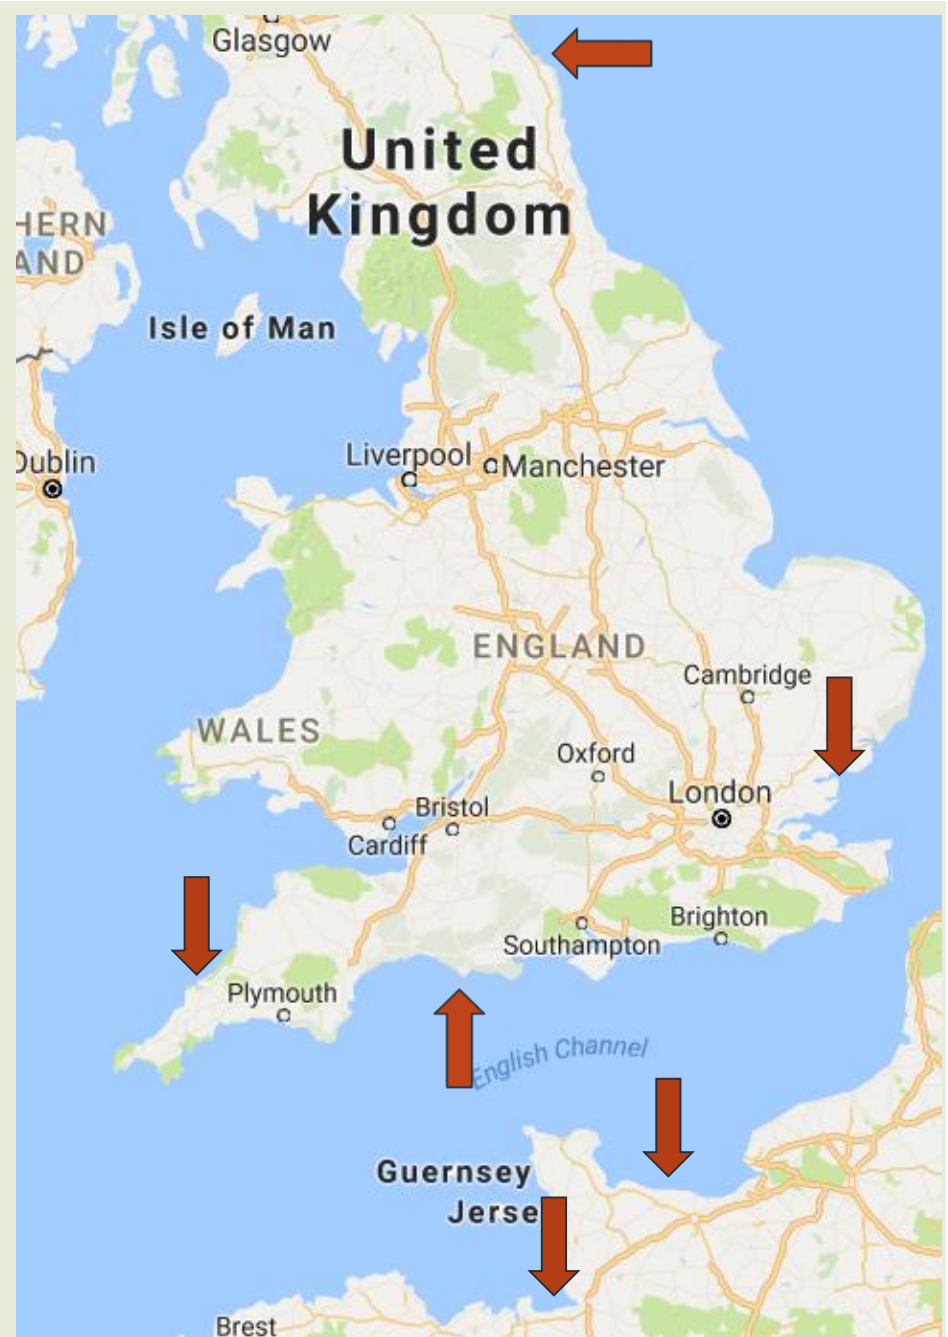 Glasgow
United
Kingdom
HERN
AND
Isle of Man
Dublin
Liverpool
Manchester
ENGLAND
Cambridge
WALES
Oxford
London
Bristol
Cardiff
Brighton
Southampton
Plymouth
English Channel
Guernsey
Jerse
Brest